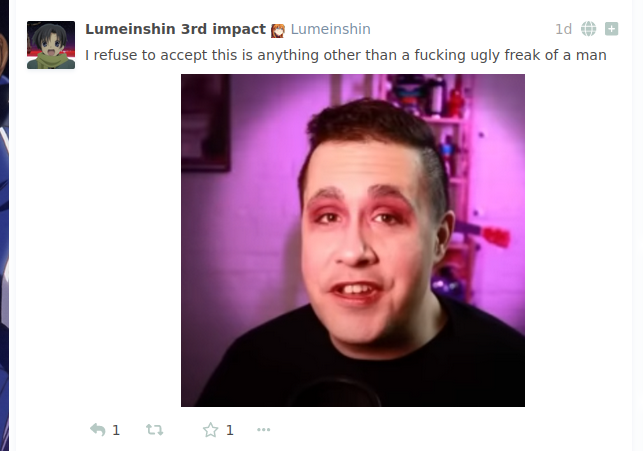 Lumeinshin 3rd impact Lumeinshin 1d
I refuse to accept this is anything other than a fucking ugly freak of a man
1 1